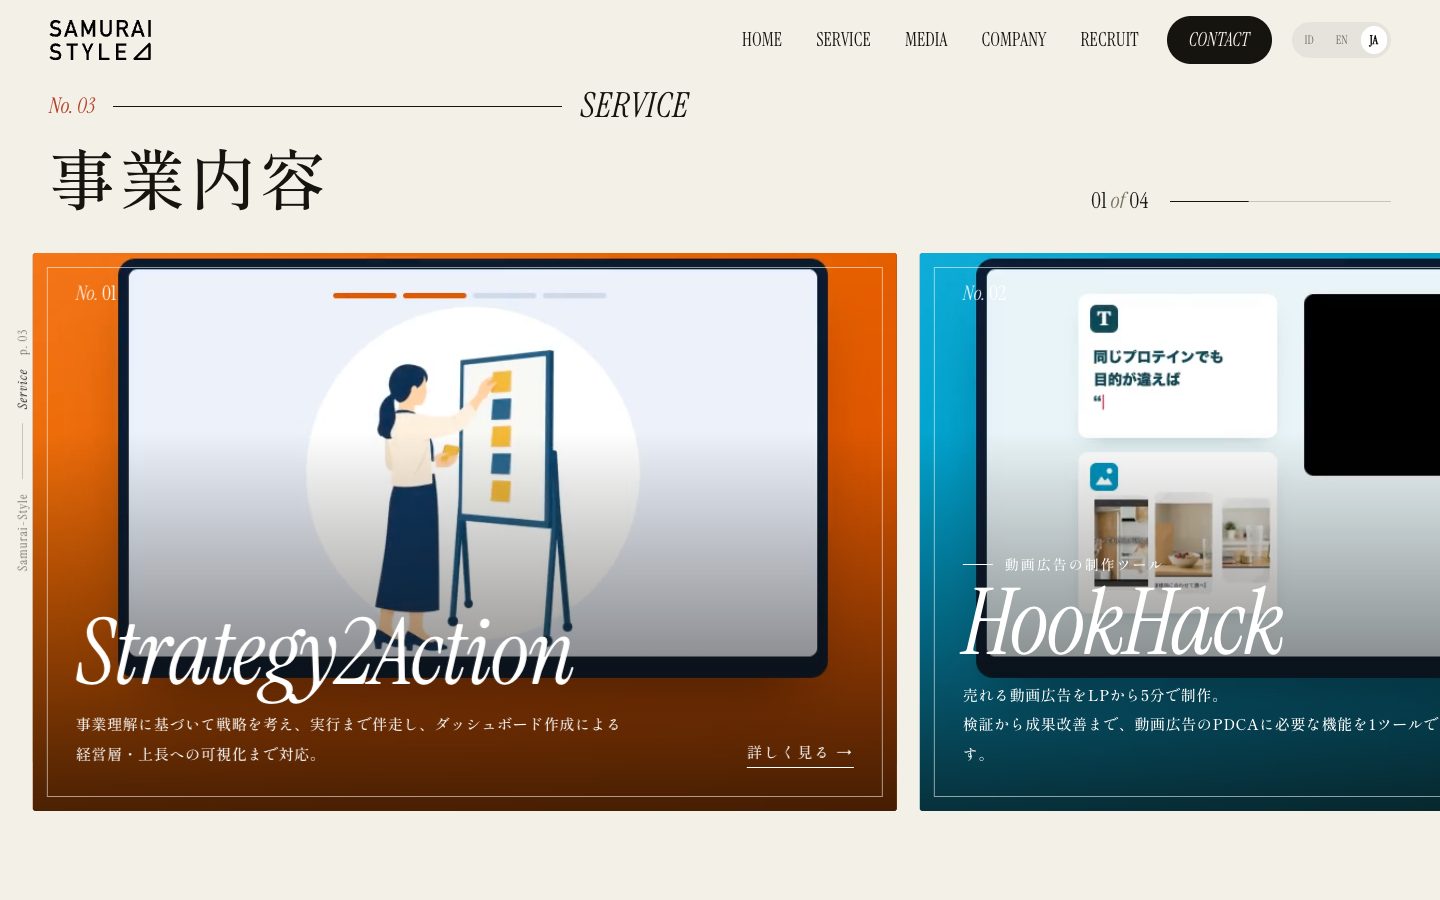 SAMURAI
STYLE
HOME SERVICE MEDIA COMPANY RECRUIT CONTACT ID EN JA
No. 03 SERVICE
事業内容
01 of 04
No. 01
Strategy2Action
事業理解に基づいて戦略を考え、実行まで伴走し、ダッシュボード作成による
経営層・上長への可視化まで対応。
詳しく見る →
No. 02
T
同じプロテインでも
目的が違えば
“
動画広告の制作ツール
HookHack
売れる動画広告をLPから5分で制作。
検証から成果改善まで、動画広告のPDCAに必要な機能を1ツールで
す。
Samurai-Style Service p. 03